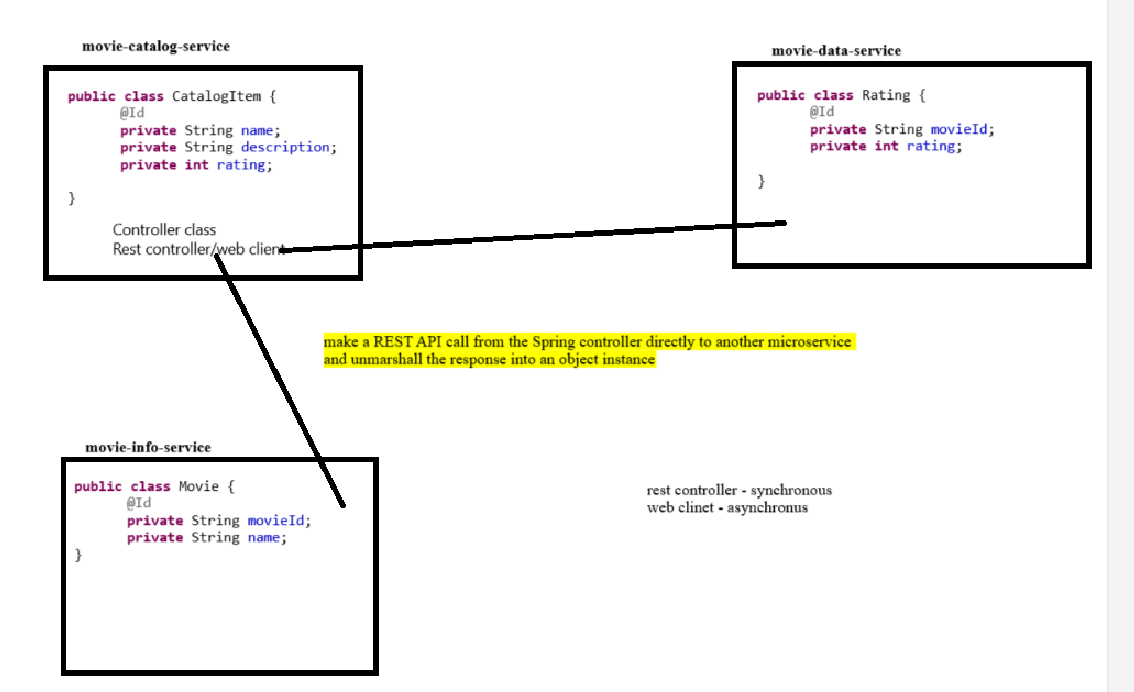 movie-catalog-service
public class CatalogItem {
@Id
private String name;
private String description;
private int rating;
}
Controller class
Rest controller/web client
movie-data-service
public class Rating {
@Id
private String movieId;
private int rating;
}
make a REST API call from the Spring controller directly to another microservice
and unmarshall the response into an object instance
movie-info-service
public class Movie {
@Id
private String movieId;
private String name;
}
rest controller - synchronous
web clinet - asynchronus